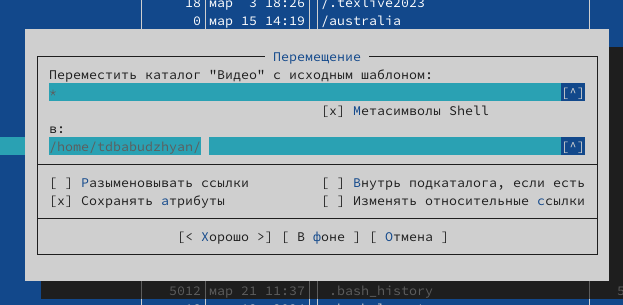 18 мар  3 18:26 /.texlive2023
0 мар 15 14:19 /australia
Перемещение
Переместить каталог "Видео" с исходным шаблоном:
* [^]
[x] Метасимволы Shell
в:
/home/tdbabudzhyan/ [^]
[ ] Разыменовывать ссылки [ ] Внутрь подкаталога, если есть
[x] Сохранять атрибуты [ ] Изменять относительные ссылки
[< Хорошо >] [ В фоне ] [ Отмена ]
5012 мар 21 11:37 .bash_history